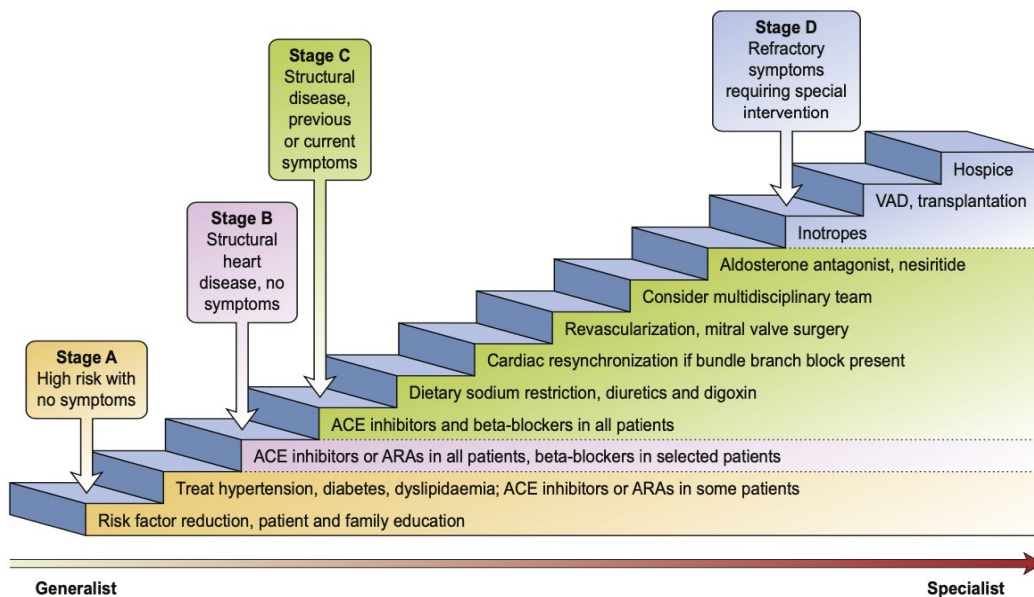 Stage A
High risk with
no symptoms
Stage B
Structural
heart
disease, no
symptoms
Stage C
Structural
disease,
previous
or current
symptoms
Stage D
Refractory
symptoms
requiring special
intervention
Hospice
VAD, transplantation
Inotropes
Aldosterone antagonist, nesiritide
Consider multidisciplinary team
Revascularization, mitral valve surgery
Cardiac resynchronization if bundle branch block present
Dietary sodium restriction, diuretics and digoxin
ACE inhibitors and beta-blockers in all patients
ACE inhibitors or ARAs in all patients, beta-blockers in selected patients
Treat hypertension, diabetes, dyslipidaemia; ACE inhibitors or ARAs in some patients
Risk factor reduction, patient and family education
Generalist
Specialist